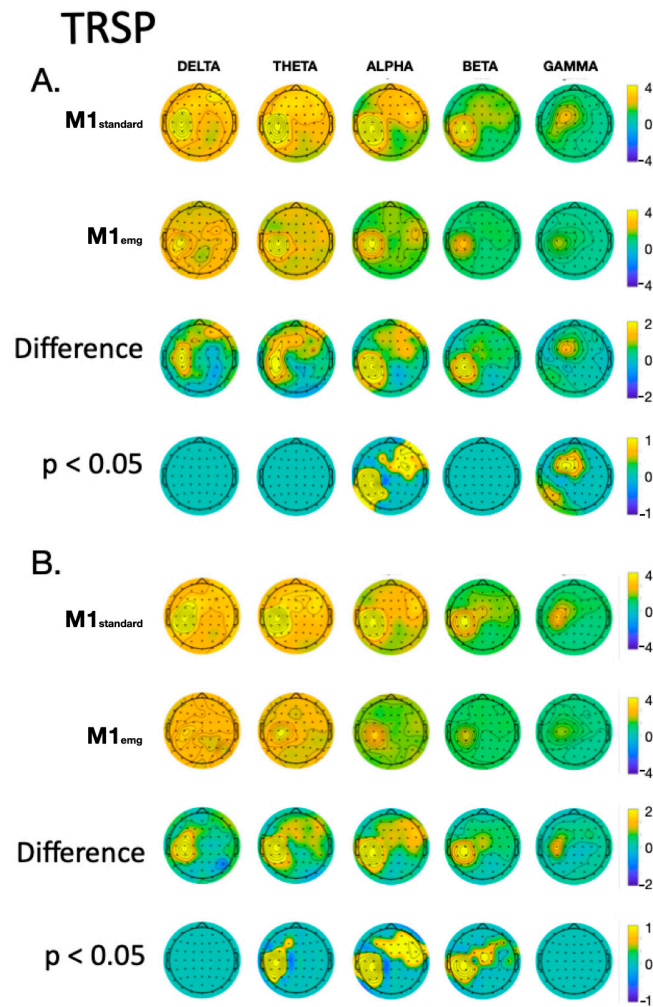 TRSP
DELTA THETA ALPHA BETA GAMMA
A.
M1standard
4
0
-4
M1emg
4
0
-4
Difference
2
0
-2
p < 0.05
1
0
-1
B.
M1standard
4
0
-4
M1emg
4
0
-4
Difference
2
0
-2
p < 0.05
1
0
-1